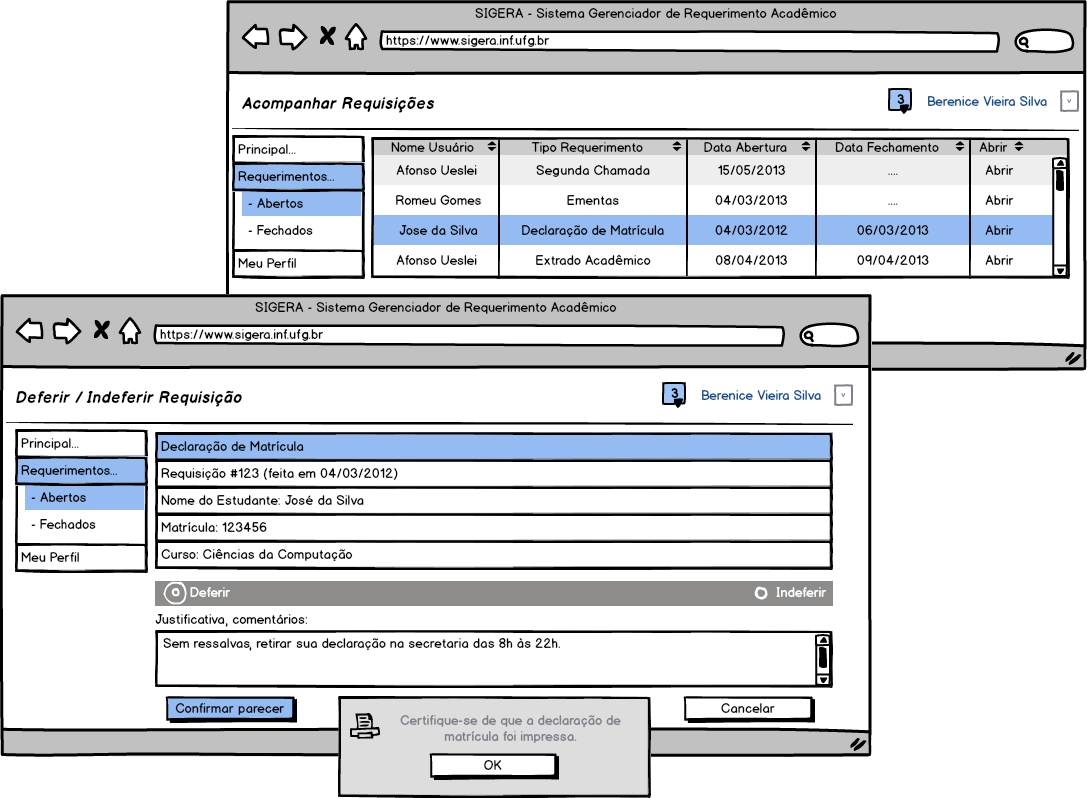 SIGERA - Sistema Gerenciador de Requerimento Acadêmico
https://www.sigera.inf.ufg.br
Acompanhar Requisições
3
Berenice Vieira Silva
v
Principal...
Requerimentos...
- Abertos
- Fechados
Meu Perfil
Nome Usuário Tipo Requerimento Data Abertura Data Fechamento Abrir
Afonso Ueslei Segunda Chamada 15/05/2013 .... Abrir
Romeu Gomes Ementas 04/03/2013 .... Abrir
Jose da Silva Declaração de Matrícula 04/03/2012 06/03/2013 Abrir
Afonso Ueslei Extrado Acadêmico 08/04/2013 09/04/2013 Abrir
SIGERA - Sistema Gerenciador de Requerimento Acadêmico
https://www.sigera.inf.ufg.br
Deferir / Indeferir Requisição
3
Berenice Vieira Silva
v
Principal...
Requerimentos...
- Abertos
- Fechados
Meu Perfil
Declaração de Matrícula
Requisição #123 (feita em 04/03/2012)
Nome do Estudante: José da Silva
Matrícula: 123456
Curso: Ciências da Computação
Deferir Indeferir
Justificativa, comentários:
Sem ressalvas, retirar sua declaração na secretaria das 8h às 22h.
Confirmar parecer
Cancelar
Certifique-se de que a declaração de
matrícula foi impressa.
OK